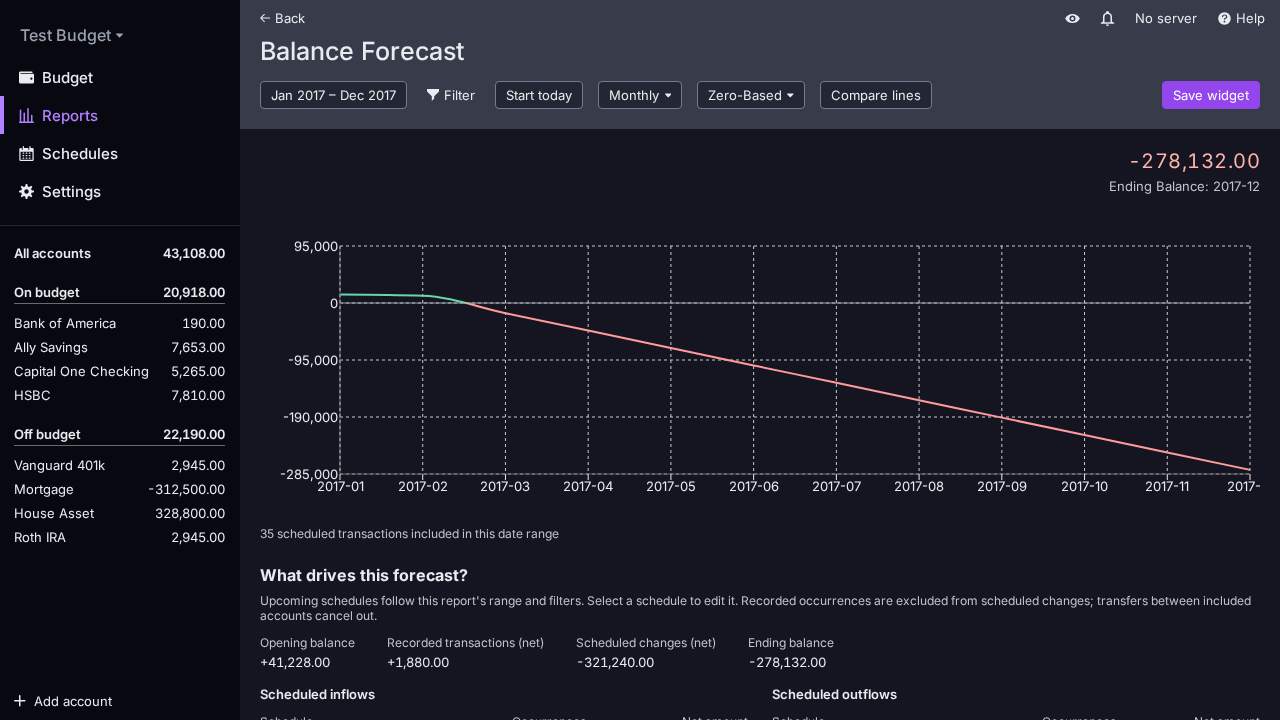 Test Budget
Budget
Reports
Schedules
Settings
All accounts 43,108.00
On budget 20,918.00
Bank of America 190.00
Ally Savings 7,653.00
Capital One Checking 5,265.00
HSBC 7,810.00
Off budget 22,190.00
Vanguard 401k 2,945.00
Mortgage -312,500.00
House Asset 328,800.00
Roth IRA 2,945.00
Add account
Back
No server
Help
Balance Forecast
Jan 2017 – Dec 2017
Filter
Start today
Monthly
Zero-Based
Compare lines
Save widget
-278,132.00
Ending Balance: 2017-12
95,000
0
-95,000
-190,000
-285,000
2017-01 2017-02 2017-03 2017-04 2017-05 2017-06 2017-07 2017-08 2017-09 2017-10 2017-11 2017-
35 scheduled transactions included in this date range
What drives this forecast?
Upcoming schedules follow this report's range and filters. Select a schedule to edit it. Recorded occurrences are excluded from scheduled changes; transfers between included
accounts cancel out.
Opening balance Recorded transactions (net) Scheduled changes (net) Ending balance
+41,228.00 +1,880.00 -321,240.00 -278,132.00
Scheduled inflows Scheduled outflows
Schedule Occurrences Net amount Schedule Occurrences Net amount